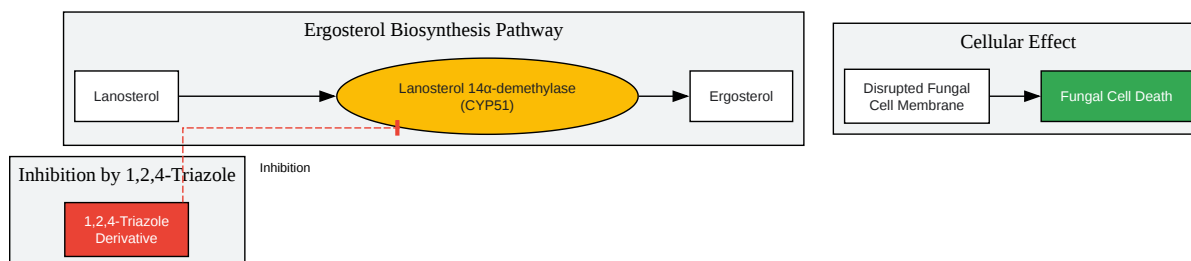 Ergosterol Biosynthesis Pathway
Lanosterol
Lanosterol 14α-demethylase
(CYP51)
Ergosterol
Cellular Effect
Disrupted Fungal
Cell Membrane
Fungal Cell Death
Inhibition by 1,2,4-Triazole
Inhibition
1,2,4-Triazole
Derivative